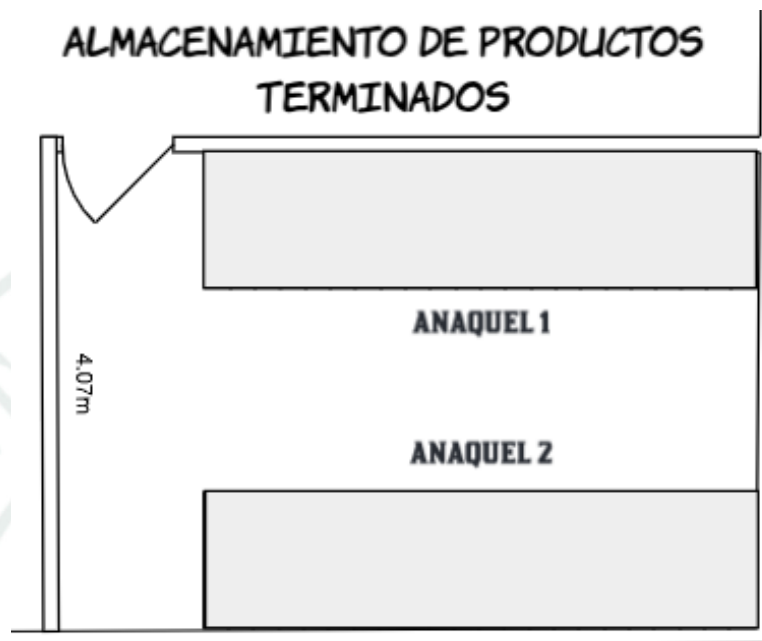 ALMACENAMIENTO DE PRODUCTOS
TERMINADOS
ANAQUEL 1
4.07m
ANAQUEL 2